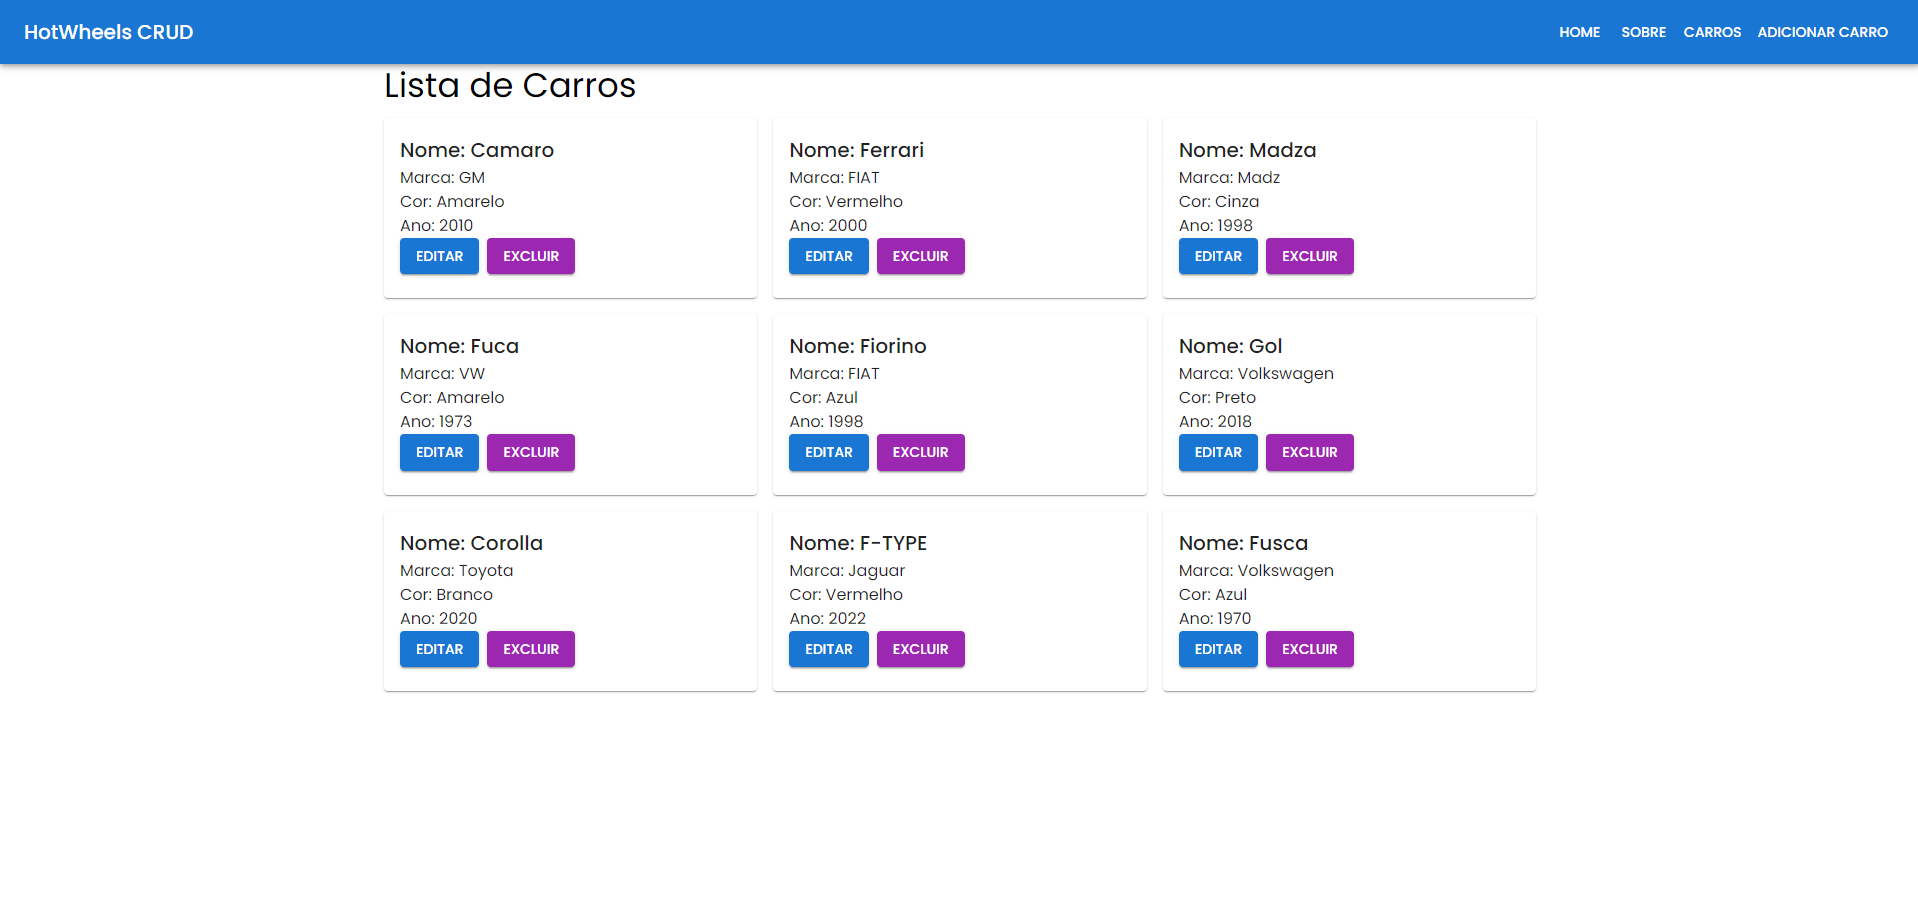 HotWheels CRUD
HOME SOBRE CARROS ADICIONAR CARRO
Lista de Carros
Nome: Camaro
Marca: GM
Cor: Amarelo
Ano: 2010
EDITAR EXCLUIR
Nome: Ferrari
Marca: FIAT
Cor: Vermelho
Ano: 2000
EDITAR EXCLUIR
Nome: Madza
Marca: Madz
Cor: Cinza
Ano: 1998
EDITAR EXCLUIR
Nome: Fuca
Marca: VW
Cor: Amarelo
Ano: 1973
EDITAR EXCLUIR
Nome: Fiorino
Marca: FIAT
Cor: Azul
Ano: 1998
EDITAR EXCLUIR
Nome: Gol
Marca: Volkswagen
Cor: Preto
Ano: 2018
EDITAR EXCLUIR
Nome: Corolla
Marca: Toyota
Cor: Branco
Ano: 2020
EDITAR EXCLUIR
Nome: F-TYPE
Marca: Jaguar
Cor: Vermelho
Ano: 2022
EDITAR EXCLUIR
Nome: Fusca
Marca: Volkswagen
Cor: Azul
Ano: 1970
EDITAR EXCLUIR